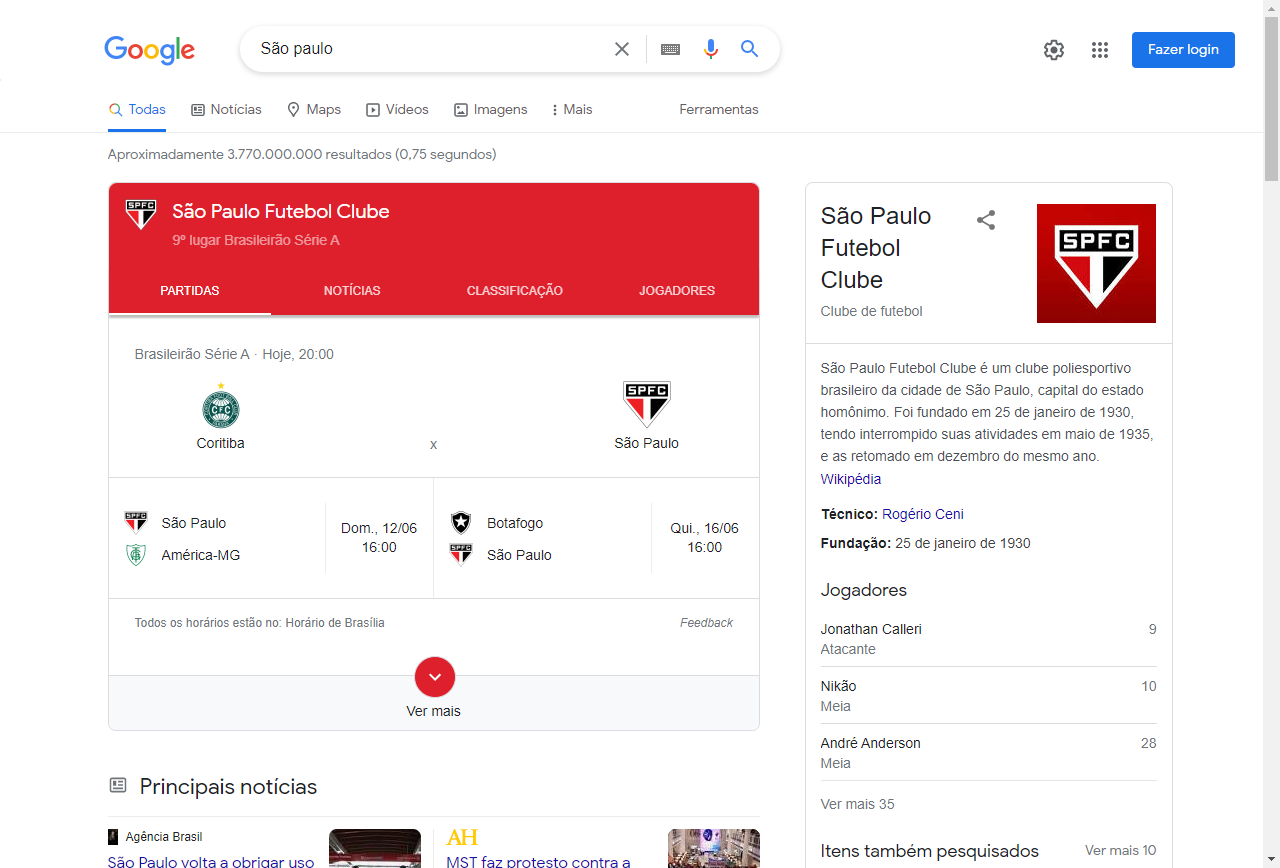 Google
São paulo
Fazer login
Todas
Notícias
Maps
Vídeos
Imagens
Mais
Ferramentas
Aproximadamente 3.770.000.000 resultados (0,75 segundos)
SPFC
São Paulo Futebol Clube
9º lugar Brasileirão Série A
PARTIDAS
NOTÍCIAS
CLASSIFICAÇÃO
JOGADORES
Brasileirão Série A · Hoje, 20:00
CFC
SPFC
Coritiba
x
São Paulo
SPFC
São Paulo
América-MG
Dom., 12/06
16:00
Botafogo
SPFC
São Paulo
Qui., 16/06
16:00
Todos os horários estão no: Horário de Brasília
Feedback
Ver mais
Principais notícias
Agência Brasil
São Paulo volta a obrigar uso
AH
MST faz protesto contra a
São Paulo
Futebol
Clube
Clube de futebol
SPFC
São Paulo Futebol Clube é um clube poliesportivo
brasileiro da cidade de São Paulo, capital do estado
homônimo. Foi fundado em 25 de janeiro de 1930,
tendo interrompido suas atividades em maio de 1935,
e as retomado em dezembro do mesmo ano.
Wikipédia
Técnico: Rogério Ceni
Fundação: 25 de janeiro de 1930
Jogadores
Jonathan Calleri 9
Atacante
Nikão 10
Meia
André Anderson 28
Meia
Ver mais 35
Itens também pesquisados Ver mais 10